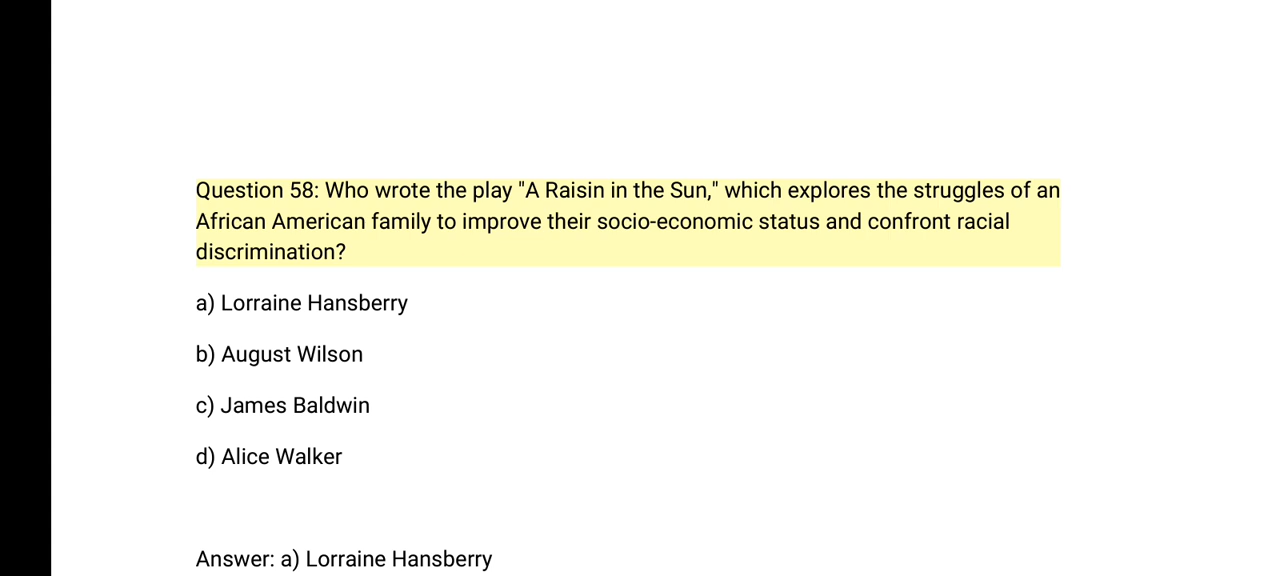 Question 58: Who wrote the play "A Raisin in the Sun," which explores the struggles of an
African American family to improve their socio-economic status and confront racial
discrimination?
a) Lorraine Hansberry
b) August Wilson
c) James Baldwin
d) Alice Walker
Answer: a) Lorraine Hansberry